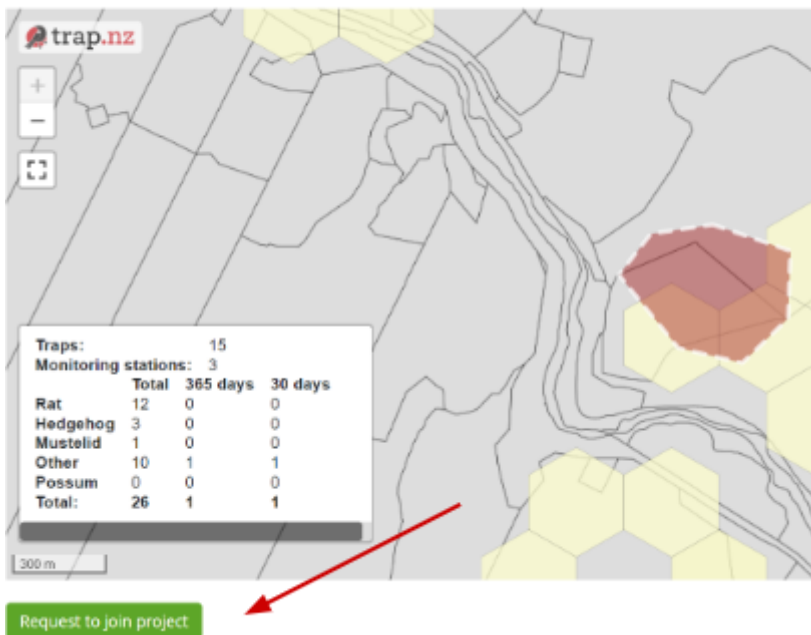 trap.nz
+
−
Traps: 15
Monitoring stations: 3
Total 365 days 30 days
Rat 12 0 0
Hedgehog 3 0 0
Mustelid 1 0 0
Other 10 1 1
Possum 0 0 0
Total: 26 1 1
300 m
Request to join project